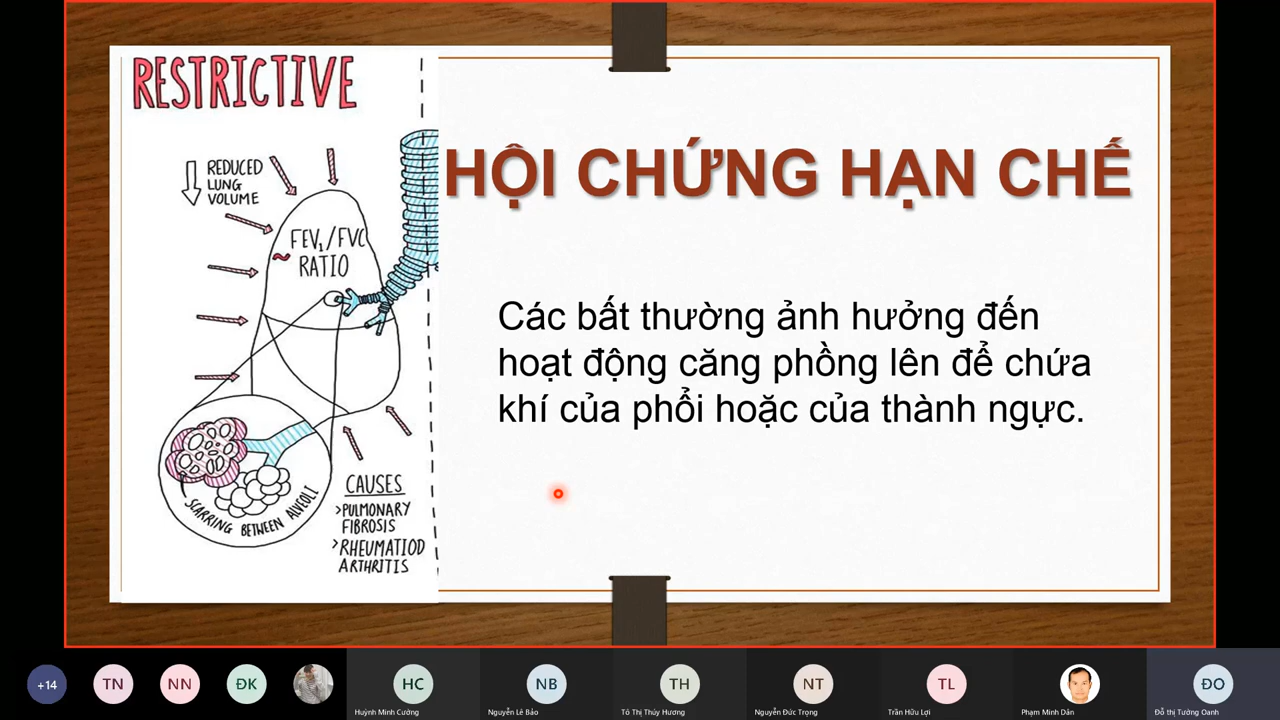 RESTRICTIVE
REDUCED
LUNG
VOLUME
FEV₁/FVC
~ RATIO
SCARRING BETWEEN ALVEOLI
CAUSES
>PULMONARY
FIBROSIS
>RHEUMATIOD
ARTHRITIS
HỘI CHỨNG HẠN CHẾ
Các bất thường ảnh hưởng đến
hoạt động căng phồng lên để chứa
khí của phổi hoặc của thành ngực.
+14
TN
NN
ĐK
HC
NB
TH
NT
TL
ĐO
Huỳnh Minh Cường
Nguyễn Lê Bảo
Tô Thị Thúy Hương
Nguyễn Đức Trọng
Trần Hữu Lợi
Phạm Minh Dân
Đỗ thị Tường Oanh